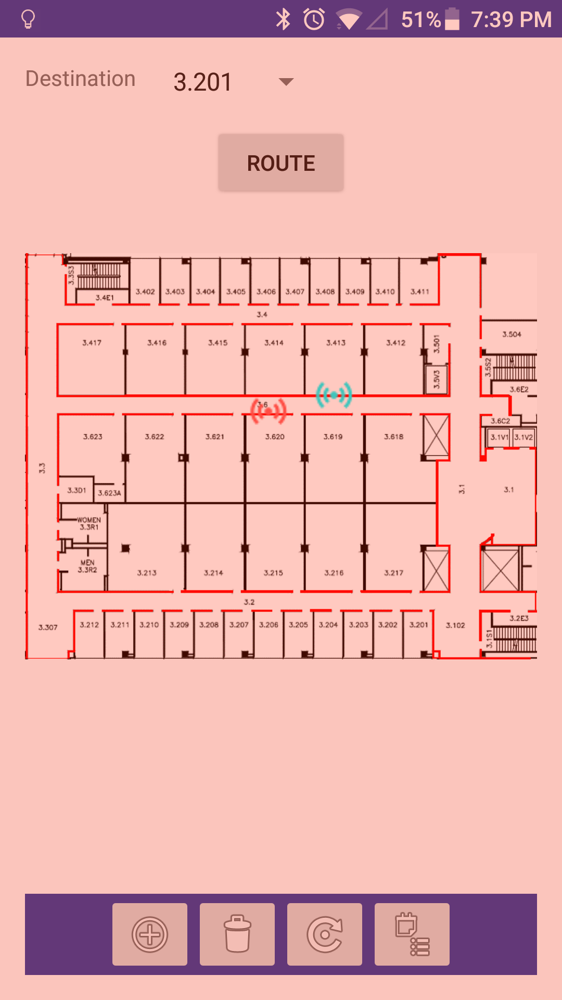 51% 7:39 PM
Destination 3.201
ROUTE
3.3S3
3.4E1
3.402 3.403 3.404 3.405 3.406 3.407 3.408 3.409 3.410 3.411
3.4
3.417 3.416 3.415 3.414 3.413 3.412 3.501 3.504
3.5V3 3.5S2
3.6E2
3.6
3.6C2
3.623 3.622 3.621 3.620 3.619 3.618 3.1V1 3.1V2
3.3
3.3D1 3.623A 3.1 3.1
WOMEN
3.3R1
MEN
3.3R2
3.213 3.214 3.215 3.216 3.217
3.2
3.307 3.212 3.211 3.210 3.209 3.208 3.207 3.206 3.205 3.204 3.203 3.202 3.201 3.102
3.2E3
3.1S1